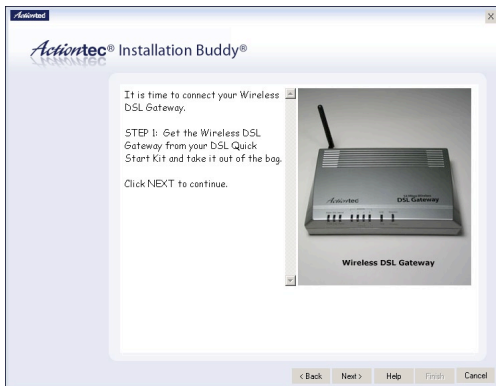 Actiontec
X
Actiontec® Installation Buddy®
It is time to connect your Wireless
DSL Gateway.
STEP 1: Get the Wireless DSL
Gateway from your DSL Quick
Start Kit and take it out of the bag.
Click NEXT to continue.
Actiontec
DSL Gateway
Wireless DSL Gateway
< Back
Next >
Help
Finish
Cancel